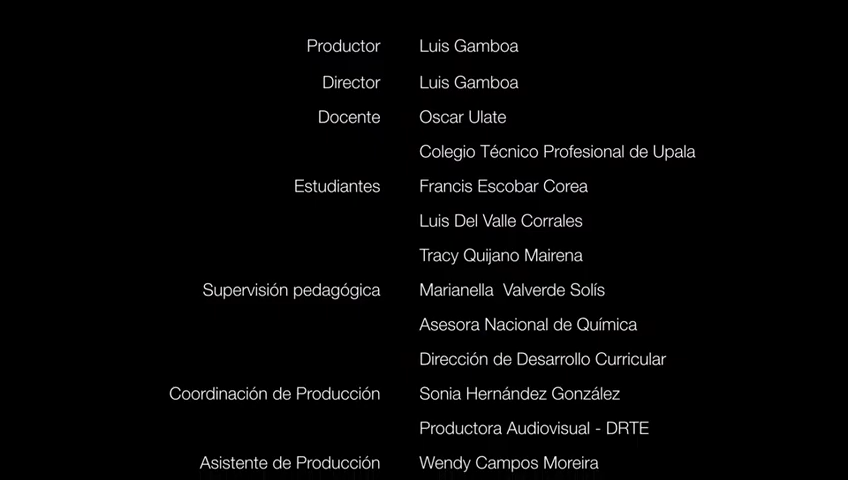 Productor Luis Gamboa
Director Luis Gamboa
Docente Oscar Ulate
Colegio Técnico Profesional de Upala
Estudiantes Francis Escobar Corea
Luis Del Valle Corrales
Tracy Quijano Mairena
Supervisión pedagógica Marianella Valverde Solís
Asesora Nacional de Química
Dirección de Desarrollo Curricular
Coordinación de Producción Sonia Hernández González
Productora Audiovisual - DRTE
Asistente de Producción Wendy Campos Moreira